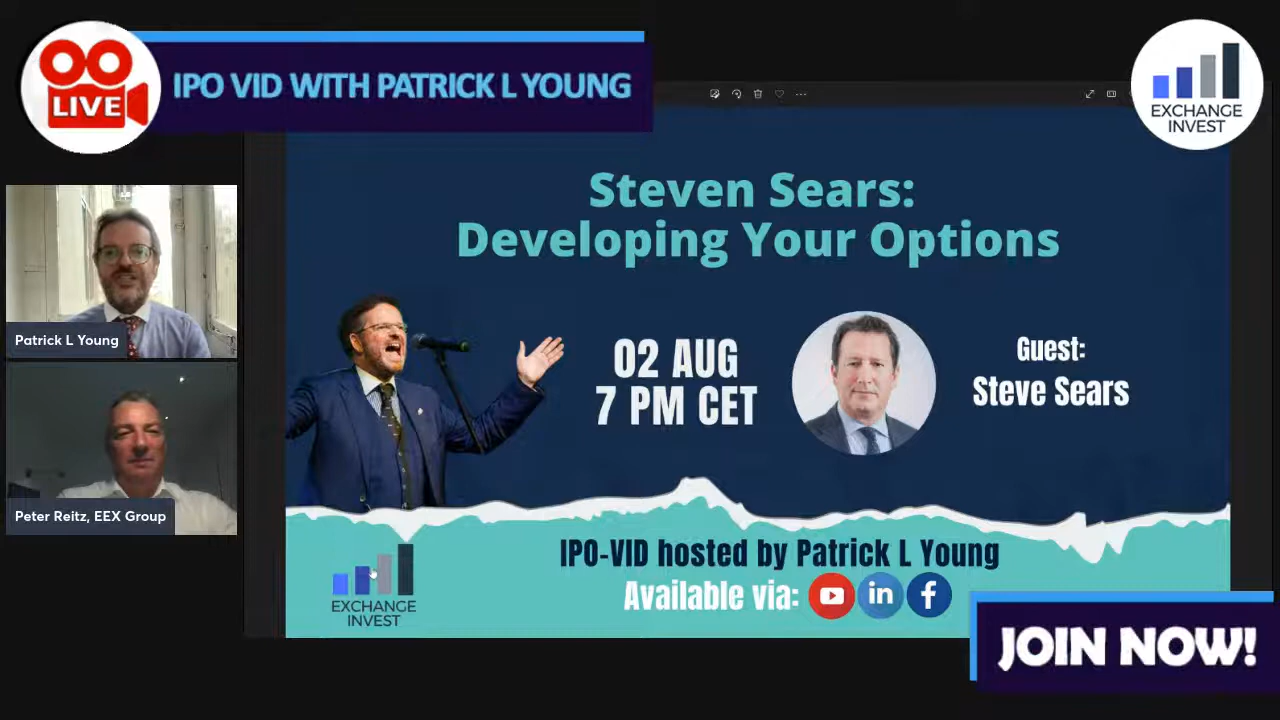 LIVE
IPO VID WITH PATRICK L YOUNG
EXCHANGE
INVEST
Steven Sears:
Developing Your Options
Patrick L Young
02 AUG
7 PM CET
Guest:
Steve Sears
Peter Reitz, EEX Group
IPO-VID hosted by Patrick L Young
Available via:
in
f
EXCHANGE
INVEST
JOIN NOW!